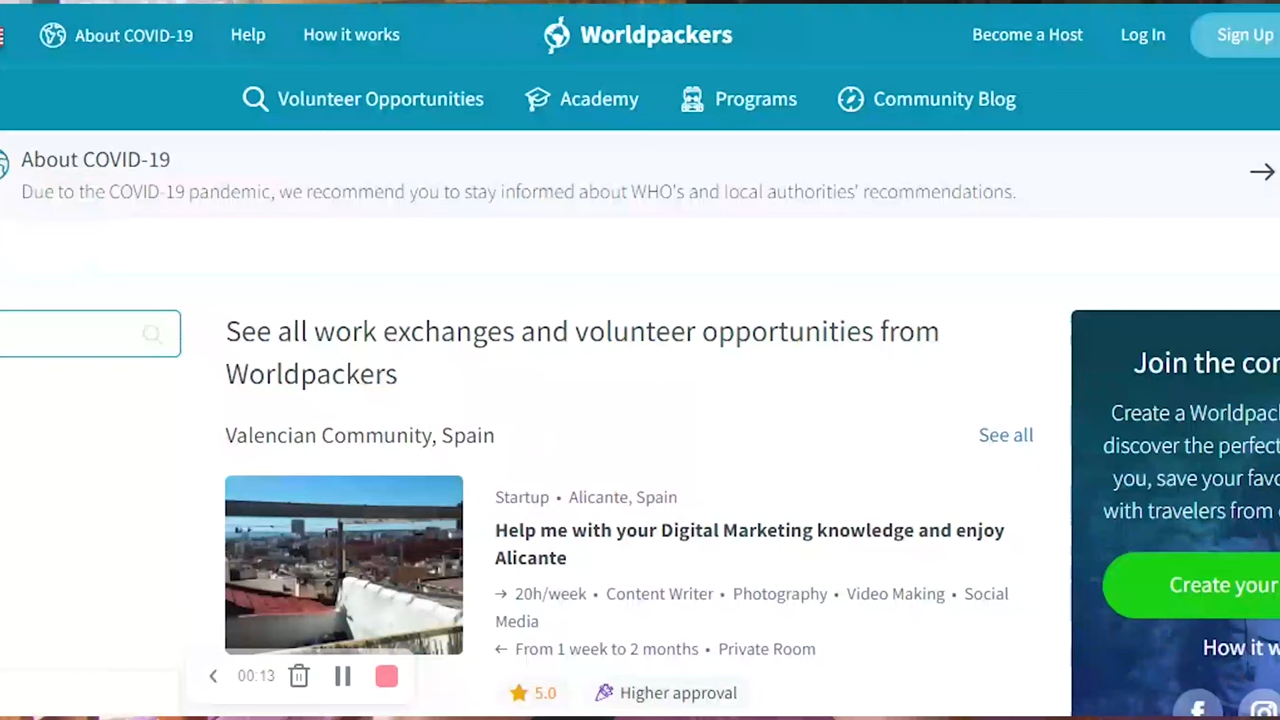 About COVID-19 Help How it works Worldpackers Become a Host Log In Sign Up
Volunteer Opportunities Academy Programs Community Blog
About COVID-19
Due to the COVID-19 pandemic, we recommend you to stay informed about WHO's and local authorities' recommendations.
See all work exchanges and volunteer opportunities from
Worldpackers
Valencian Community, Spain See all
Startup • Alicante, Spain
Help me with your Digital Marketing knowledge and enjoy
Alicante
→ 20h/week • Content Writer • Photography • Video Making • Social
Media
← From 1 week to 2 months • Private Room
5.0 Higher approval
00:13
Join the
Create a
discover the perfect
you, save your
with travelers from
Create your
How it